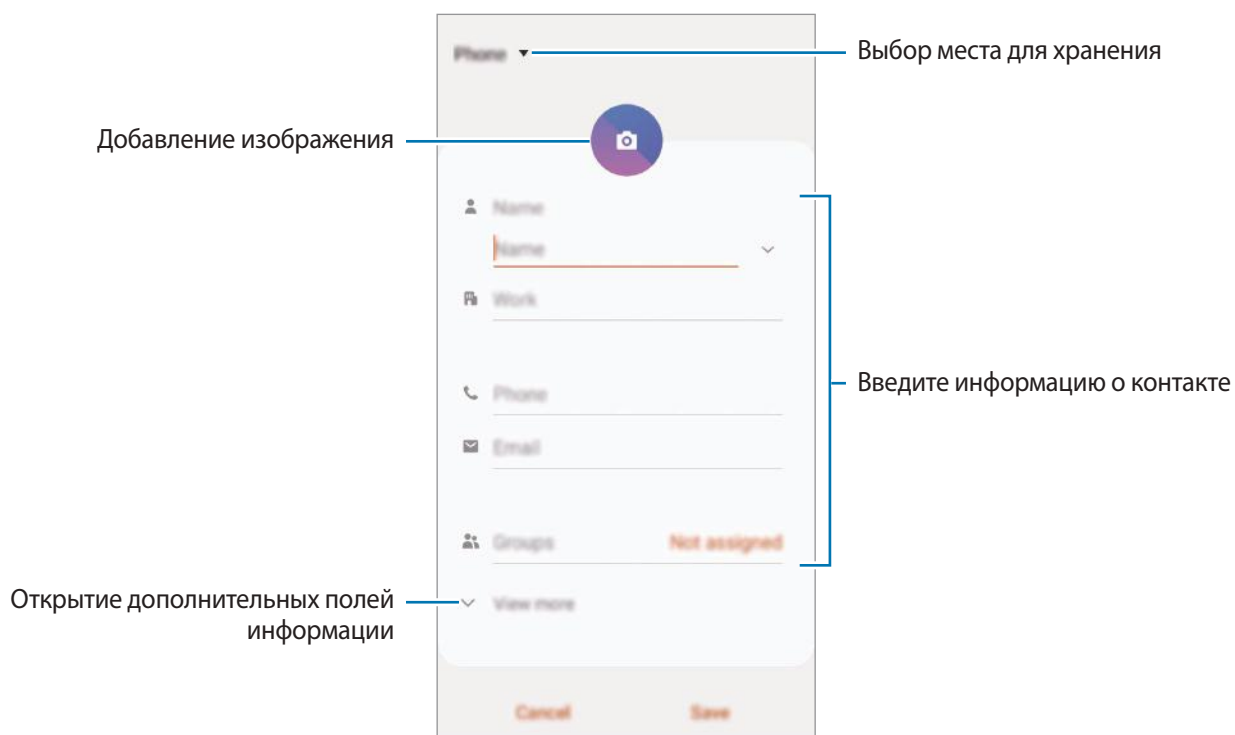 Phone
Выбор места для хранения
Добавление изображения
Name
Name
Work
Введите информацию о контакте
Phone
Email
Groups Not assigned
Открытие дополнительных полей
информации
View more
Cancel Save